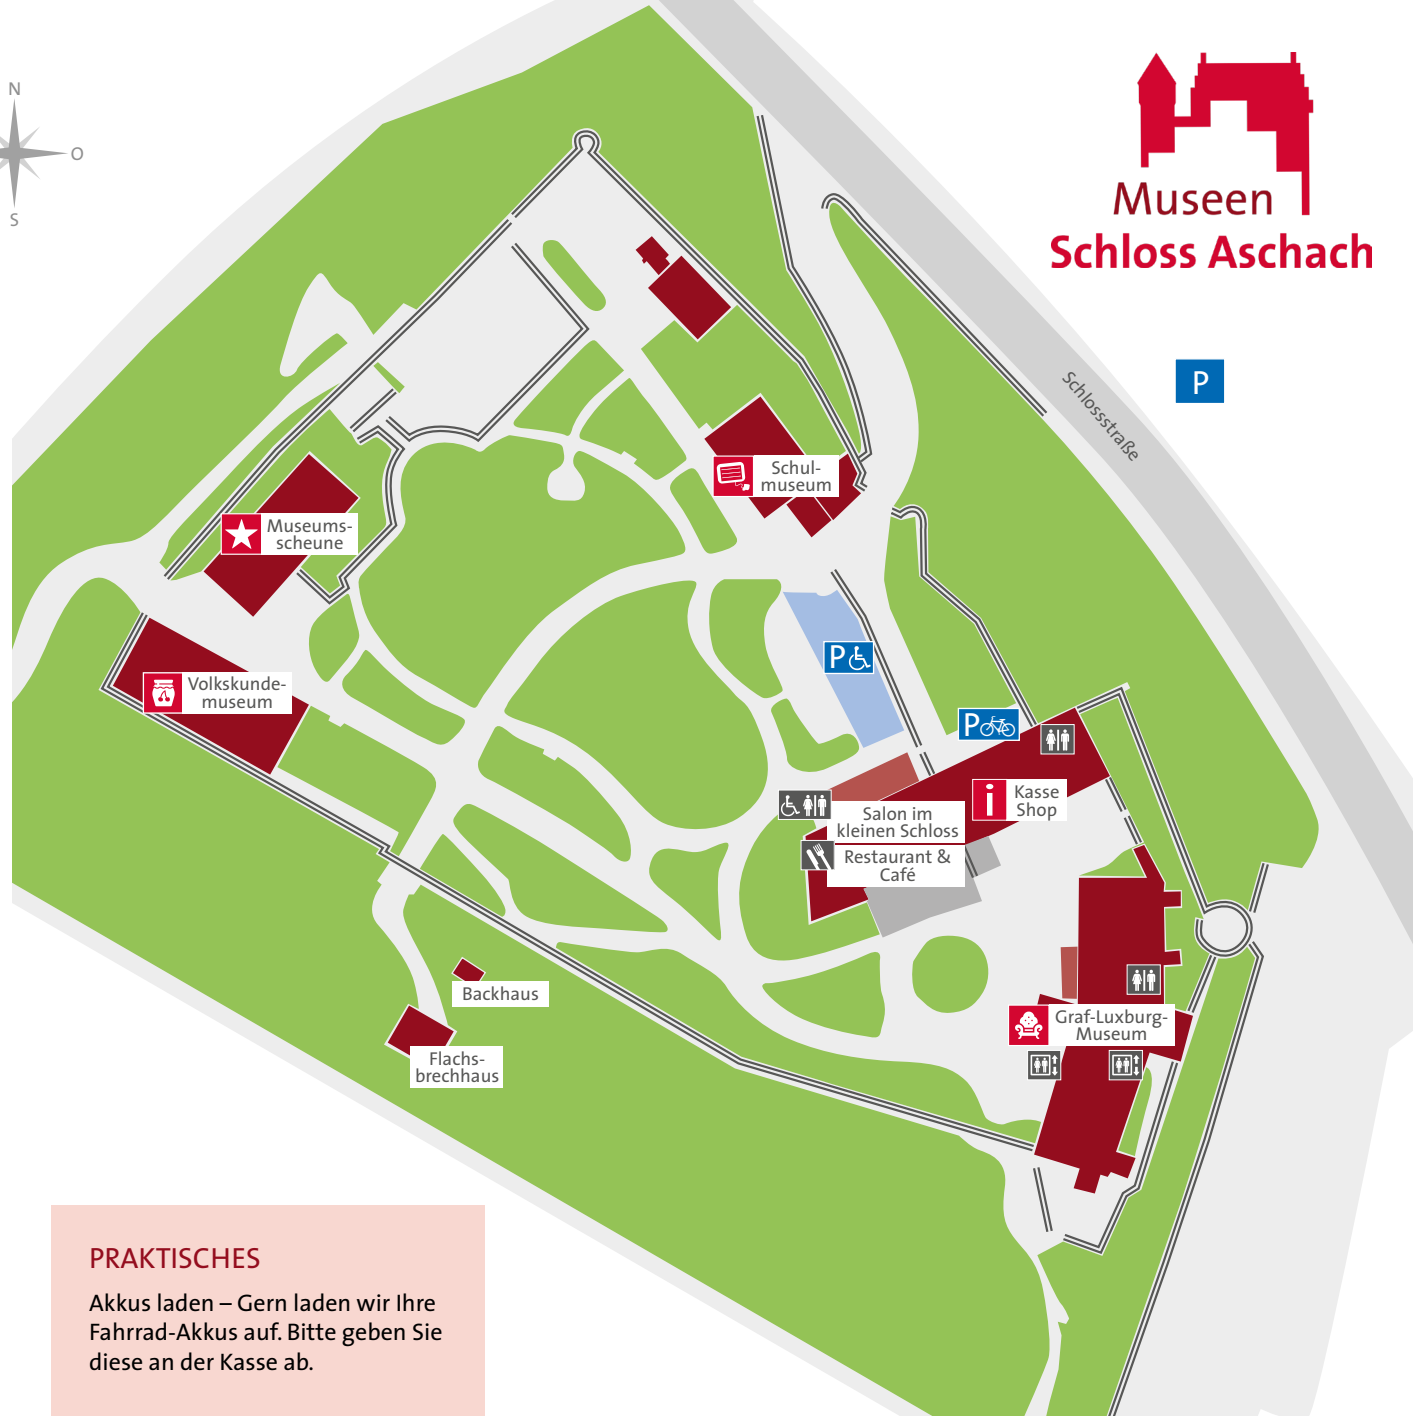 N
O
S
Museen
Schloss Aschach
P
Schlossstraße
Schul-
museum
Museums-
scheune
Volkskunde-
museum
P
P
Kasse
Shop
Salon im
kleinen Schloss
Restaurant &
Café
Backhaus
Flachs-
brechhaus
Graf-Luxburg-
Museum
PRAKTISCHES
Akkus laden – Gern laden wir Ihre
Fahrrad-Akkus auf. Bitte geben Sie
diese an der Kasse ab.